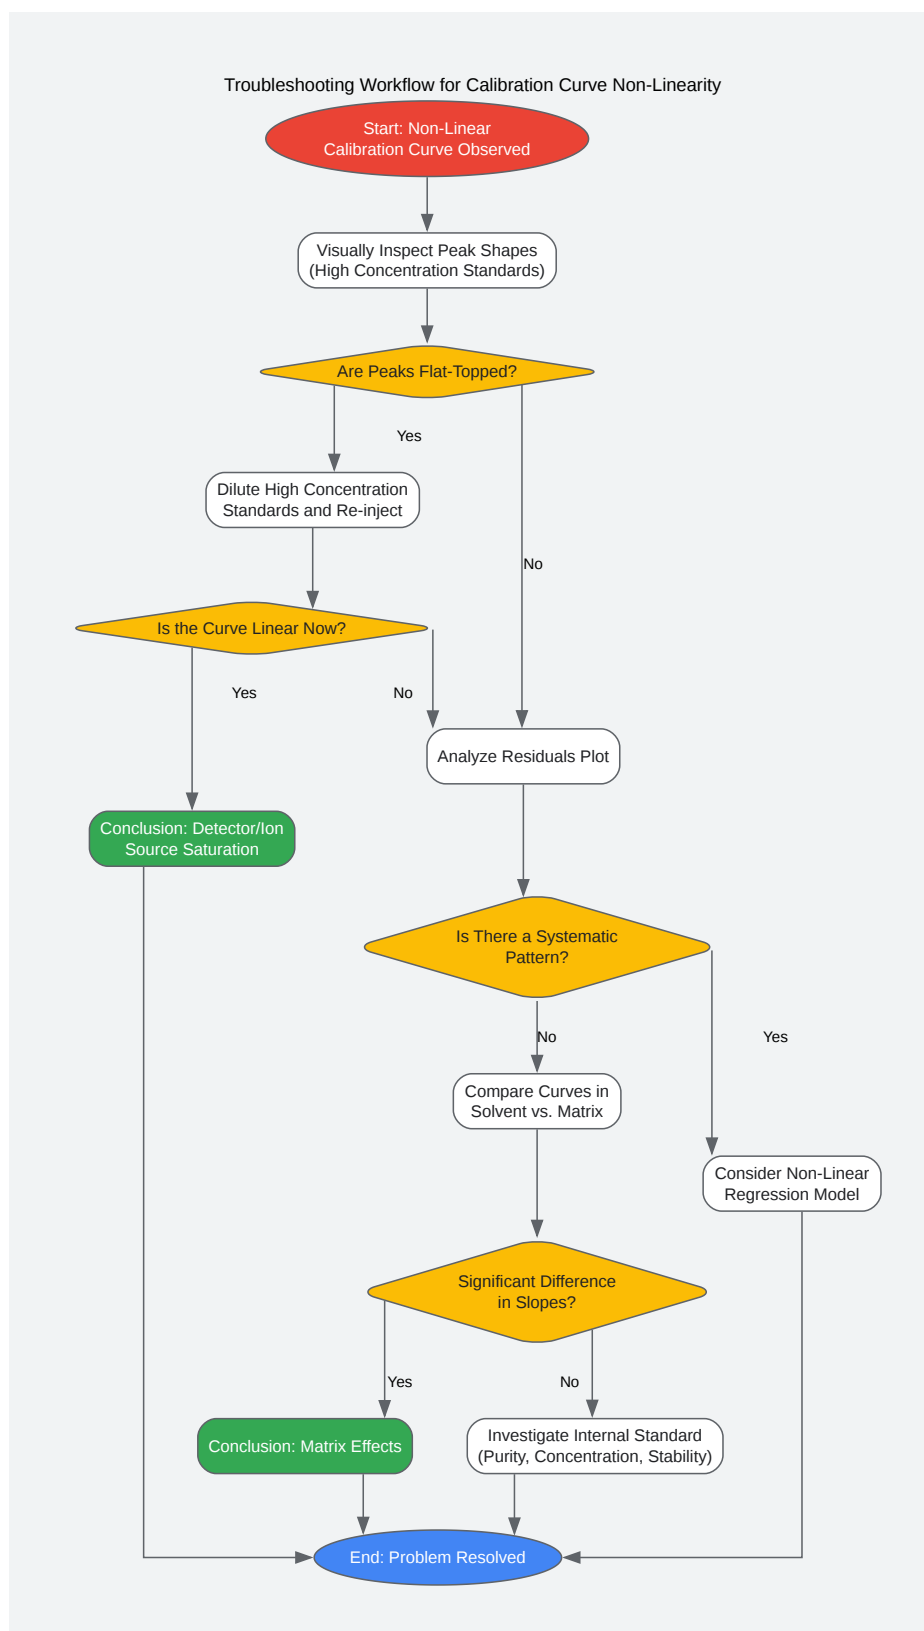 Troubleshooting Workflow for Calibration Curve Non-Linearity
Start: Non-Linear
Calibration Curve Observed
Visually Inspect Peak Shapes
(High Concentration Standards)
Are Peaks Flat-Topped?
Yes
Dilute High Concentration
Standards and Re-inject
No
Is the Curve Linear Now?
Yes
No
Analyze Residuals Plot
Conclusion: Detector/Ion
Source Saturation
Is There a Systematic
Pattern?
No
Yes
Compare Curves in
Solvent vs. Matrix
Consider Non-Linear
Regression Model
Significant Difference
in Slopes?
Yes
No
Conclusion: Matrix Effects
Investigate Internal Standard
(Purity, Concentration, Stability)
End: Problem Resolved